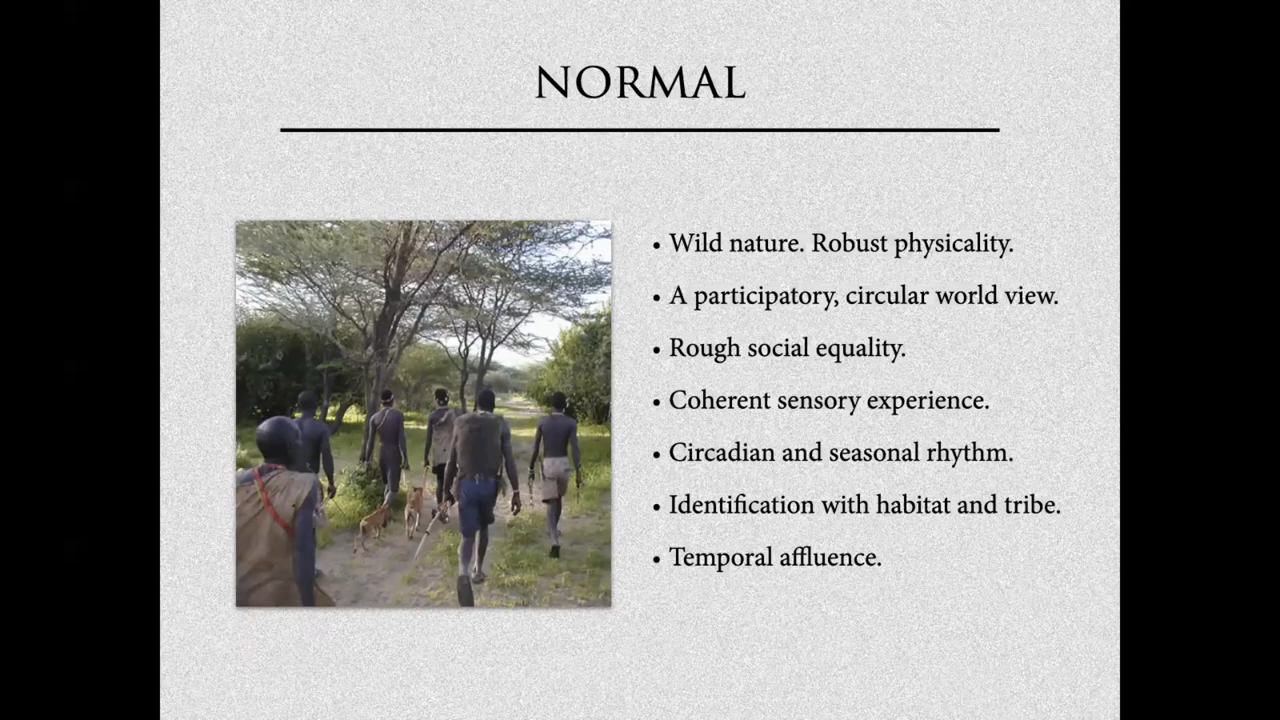 NORMAL
• Wild nature. Robust physicality.
• A participatory, circular world view.
• Rough social equality.
• Coherent sensory experience.
• Circadian and seasonal rhythm.
• Identification with habitat and tribe.
• Temporal affluence.